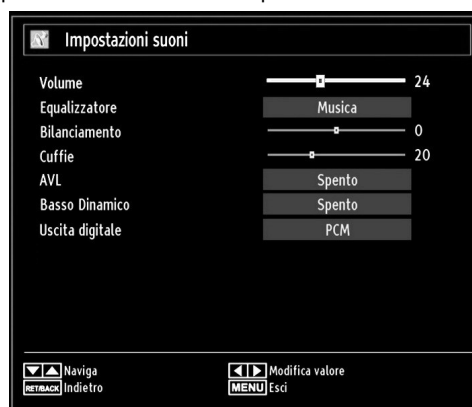 Impostazioni suoni
Volume 24
Equalizzatore Musica
Bilanciamento 0
Cuffie 20
AVL Spento
Basso Dinamico Spento
Uscita digitale PCM
Naviga Modifica valore
RET/BACK Indietro MENU Esci